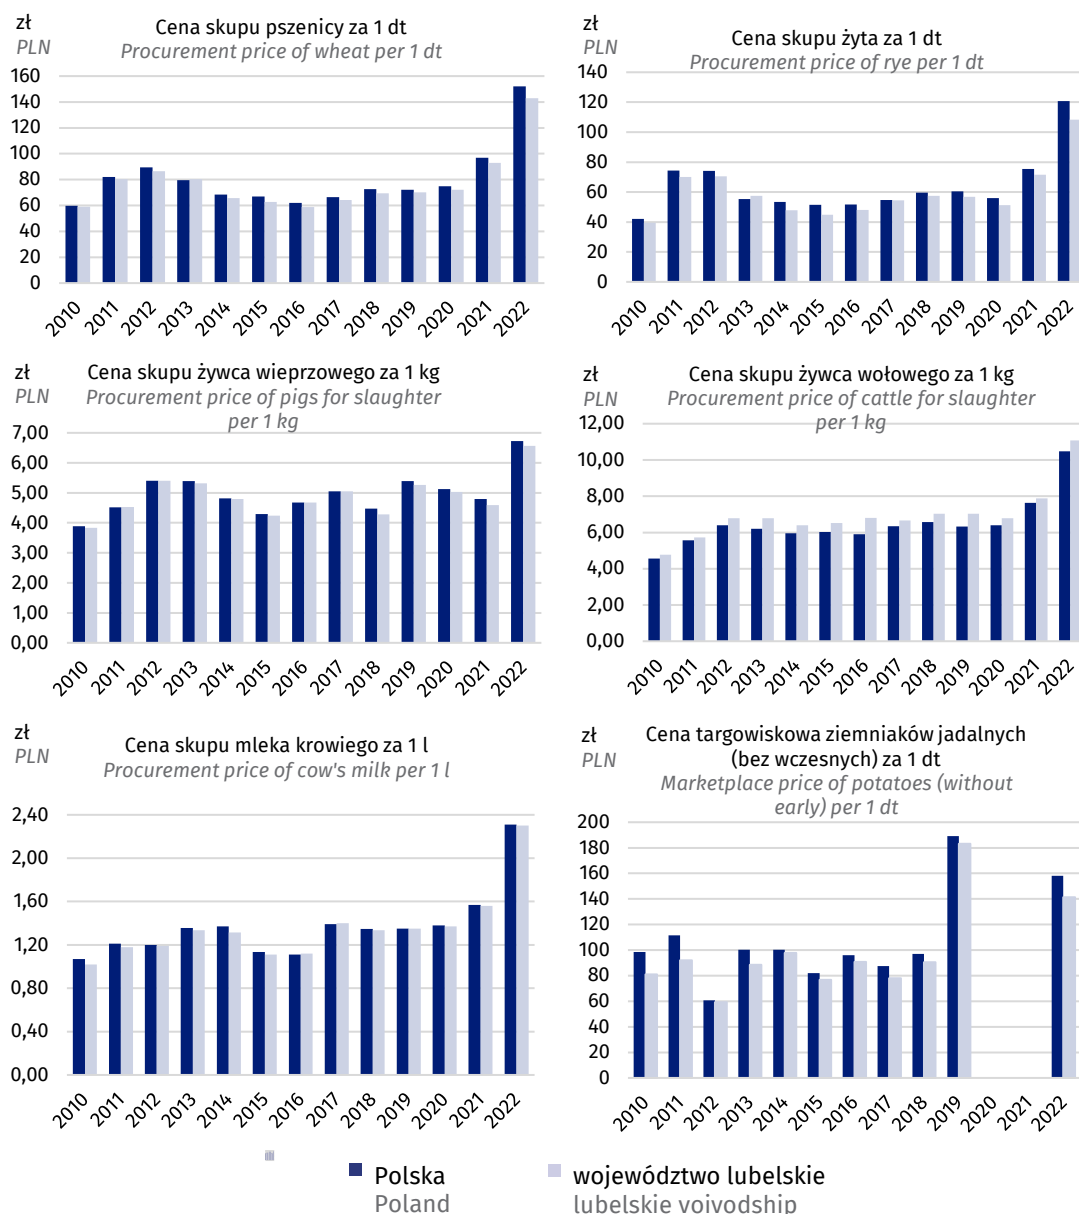 zł
PLN
Cena skupu pszenicy za 1 dt
Procurement price of wheat per 1 dt
160
140
120
100
80
60
40
20
0
2010 2011 2012 2013 2014 2015 2016 2017 2018 2019 2020 2021 2022
zł
PLN
Cena skupu żyta za 1 dt
Procurement price of rye per 1 dt
140
120
100
80
60
40
20
0
2010 2011 2012 2013 2014 2015 2016 2017 2018 2019 2020 2021 2022
zł
PLN
Cena skupu żywca wieprzowego za 1 kg
Procurement price of pigs for slaughter
per 1 kg
7,00
6,00
5,00
4,00
3,00
2,00
1,00
0,00
2010 2011 2012 2013 2014 2015 2016 2017 2018 2019 2020 2021 2022
zł
PLN
Cena skupu żywca wołowego za 1 kg
Procurement price of cattle for slaughter
per 1 kg
12,00
10,00
8,00
6,00
4,00
2,00
0,00
2010 2011 2012 2013 2014 2015 2016 2017 2018 2019 2020 2021 2022
zł
PLN
Cena skupu mleka krowiego za 1 l
Procurement price of cow's milk per 1 l
2,40
2,00
1,60
1,20
0,80
0,40
0,00
2010 2011 2012 2013 2014 2015 2016 2017 2018 2019 2020 2021 2022
zł
PLN
Cena targowiskowa ziemniaków jadalnych
(bez wczesnych) za 1 dt
Marketplace price of potatoes (without
early) per 1 dt
200
180
160
140
120
100
80
60
40
20
0
2010 2011 2012 2013 2014 2015 2016 2017 2018 2019 2020 2021 2022
Polska
Poland
województwo lubelskie
lubelskie voivodship